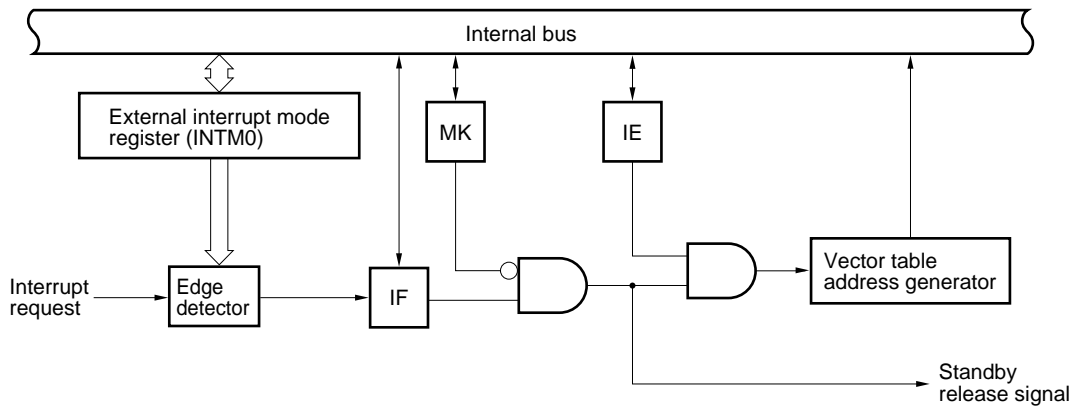 Internal bus
External interrupt mode
register (INTM0)
MK
IE
Interrupt
request
Edge
detector
IF
Vector table
address generator
Standby
release signal